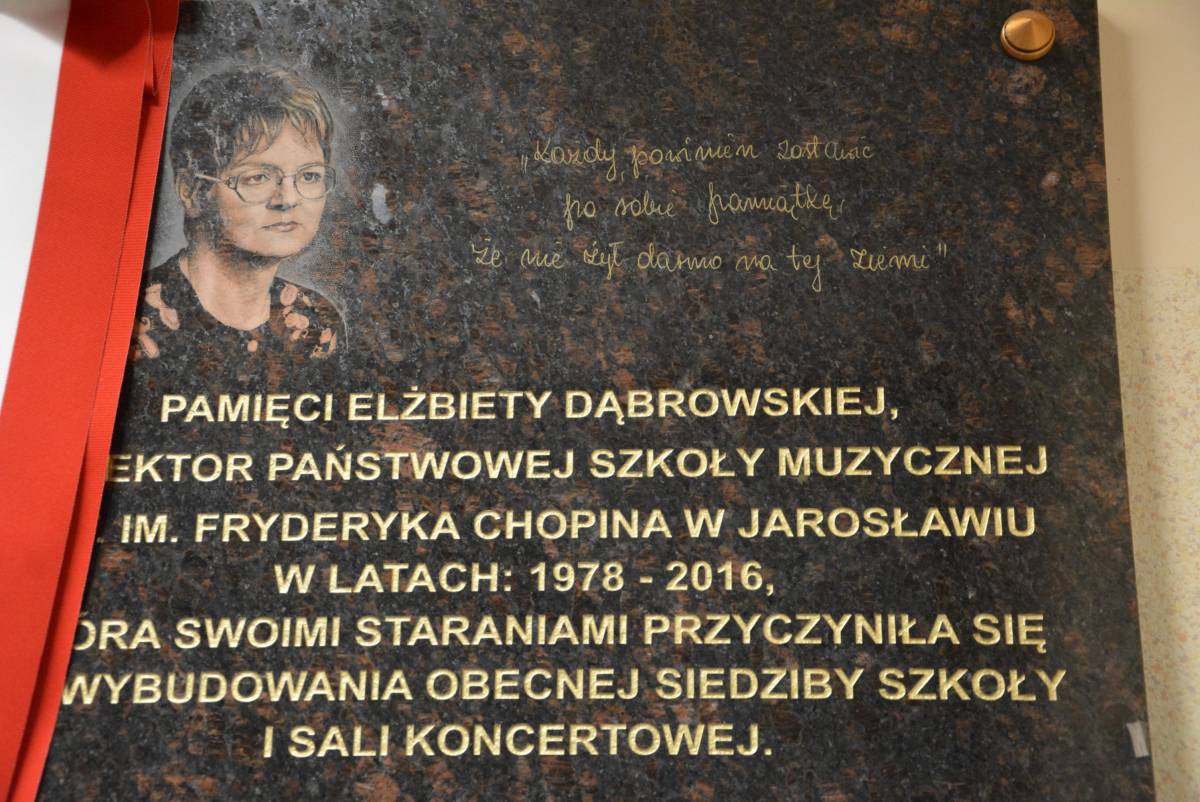 „Każdy powinien zostawić
po sobie pamiątkę,
że nie żył darmo na tej ziemi"
PAMIĘCI ELŻBIETY DĄBROWSKIEJ,
EKTOR PAŃSTWOWEJ SZKOŁY MUZYCZNEJ
. IM. FRYDERYKA CHOPINA W JAROSŁAWIU
W LATACH: 1978 - 2016,
ÓRA SWOIMI STARANIAMI PRZYCZYNIŁA SIĘ
WYBUDOWANIA OBECNEJ SIEDZIBY SZKOŁY
I SALI KONCERTOWEJ.